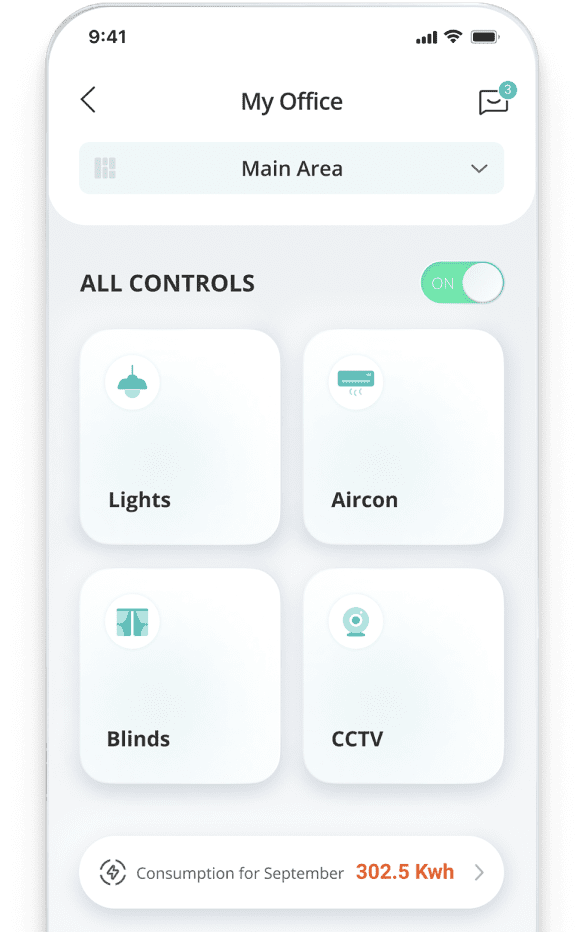 9:41
My Office
3
Main Area
ALL CONTROLS
ON
Lights
Aircon
Blinds
CCTV
Consumption for September 302.5 Kwh